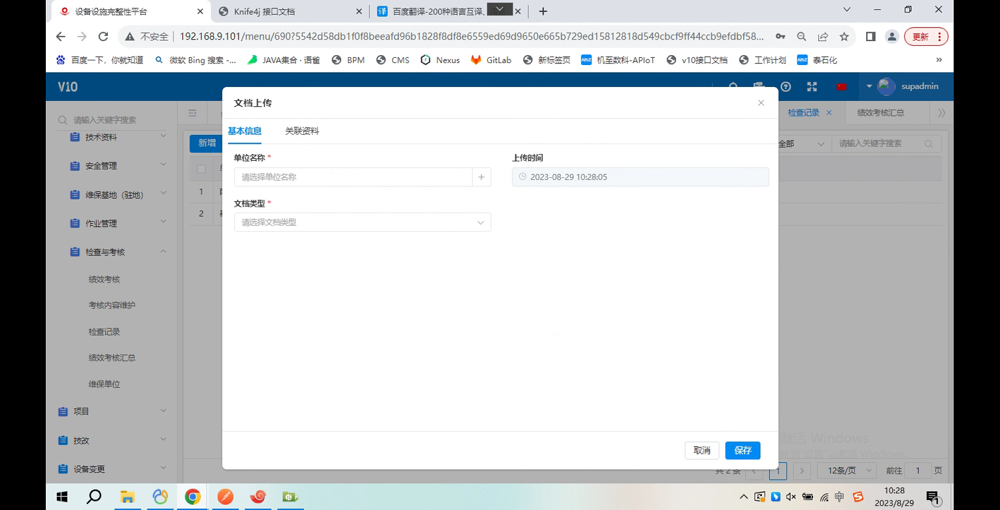 设备设施完整性平台
Knife4j 接口文档
百度翻译-200种语言互译、
不安全
192.168.9.101/menu/690?5542d58db1f0f8beeafd96b1828f8df8e6559ed69d9650e665b729ed15812818d549cbcf9ff44ccb9efdbf58...
更新
百度一下，你就知道
微软 Bing 搜索 -...
JAVA集合 · 语雀
BPM
CMS
Nexus
GitLab
新标签页
机至数科-APIoT
v10接口文档
工作计划
泰石化
V10
supadmin
请输入关键字搜索
技术资料
安全管理
维保基地（驻地）
作业管理
检查与考核
绩效考核
考核内容维护
检查记录
绩效考核汇总
维保单位
项目
技改
设备变更
检查记录
绩效考核汇总
新增
全部
请输入关键字搜索
1
2
文档上传
基本信息
关联资料
单位名称 *
请选择单位名称
上传时间
2023-08-29 10:28:05
文档类型 *
请选择文档类型
取消
保存
激活 Windows
转到"设置"以激活 Windows。
共 2 条
1
12条/页
前往
1
页
中
10:28
2023/8/29
1